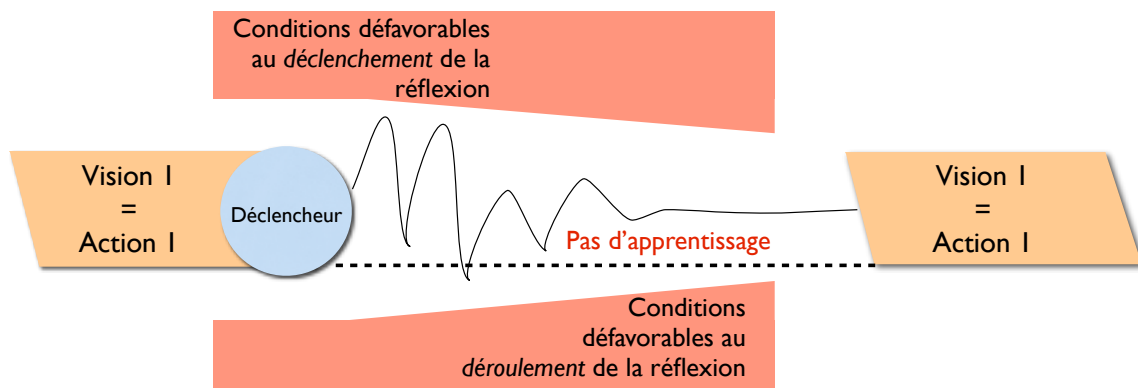 Conditions défavorables
au déclenchement de la
réflexion
Vision 1
=
Action 1
Déclencheur
Pas d'apprentissage
Vision 1
=
Action 1
Conditions
défavorables au
déroulement de la réflexion